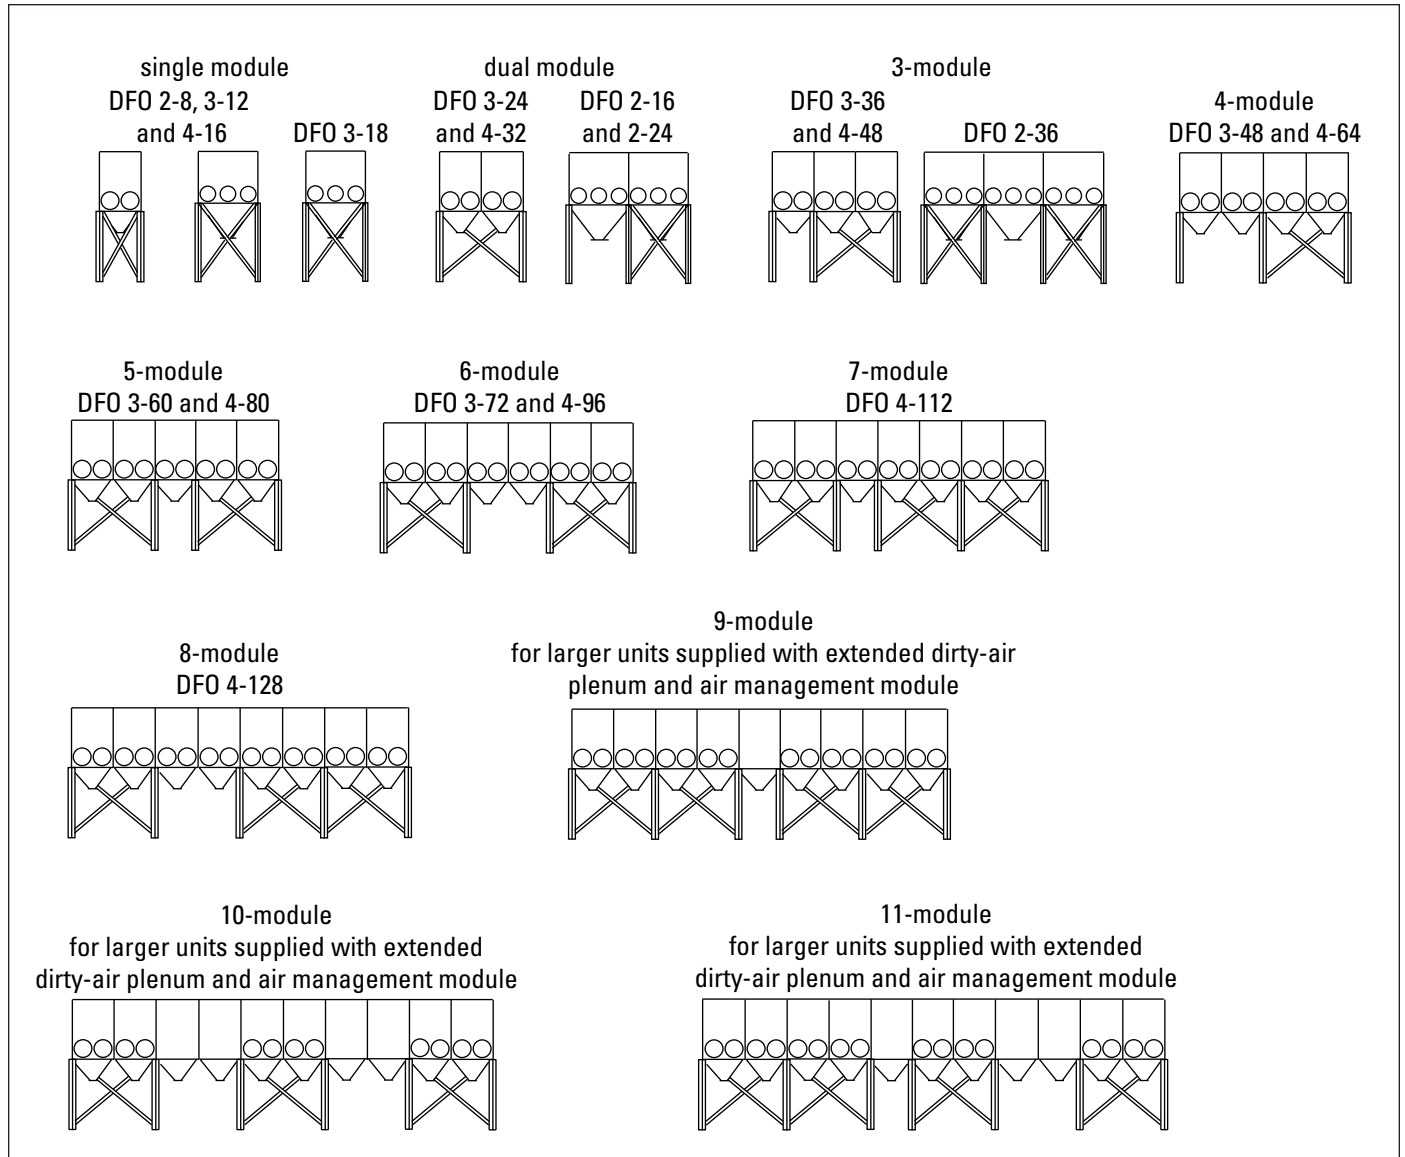 single module
DFO 2-8, 3-12
and 4-16
DFO 3-18
dual module
DFO 3-24
and 4-32
DFO 2-16
and 2-24
3-module
DFO 3-36
and 4-48
DFO 2-36
4-module
DFO 3-48 and 4-64
5-module
DFO 3-60 and 4-80
6-module
DFO 3-72 and 4-96
7-module
DFO 4-112
8-module
DFO 4-128
9-module
for larger units supplied with extended dirty-air
plenum and air management module
10-module
for larger units supplied with extended
dirty-air plenum and air management module
11-module
for larger units supplied with extended
dirty-air plenum and air management module